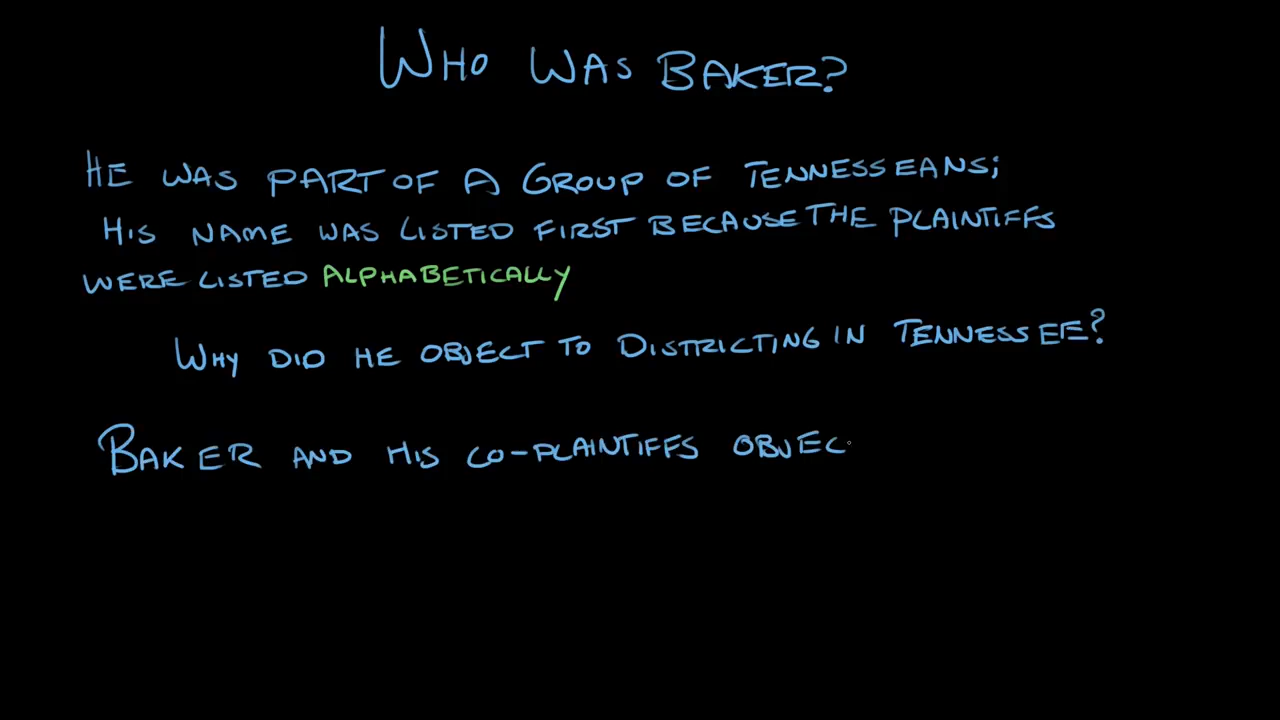 WHO WAS BAKER?
HE WAS PART OF A GROUP OF TENNESSEANS;
HIS NAME WAS LISTED FIRST BECAUSE THE PLAINTIFFS
WERE LISTED ALPHABETICALLY
WHY DID HE OBJECT TO DISTRICTING IN TENNESSEE?
BAKER AND HIS CO-PLAINTIFFS OBJEC